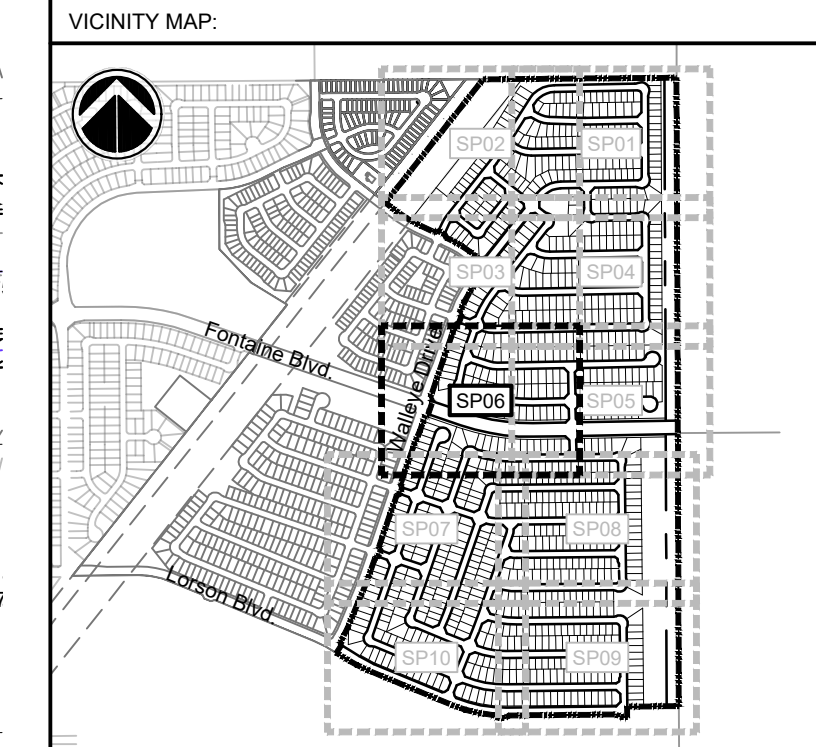 VICINITY MAP:
SP02
SP01
SP03
SP04
Fontaine Blvd.
Walleye Drive
SP06
SP05
SP07
SP08
Lorson Blvd.
SP10
SP09